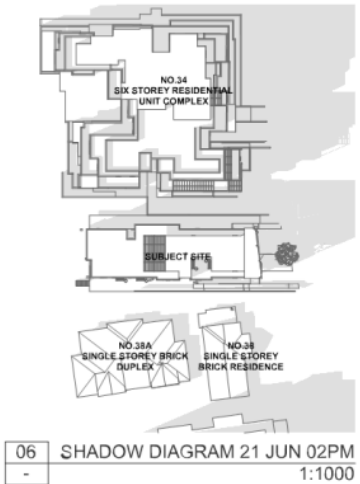 NO.34
SIX STOREY RESIDENTIAL
UNIT COMPLEX
SUBJECT SITE
NO.38A
SINGLE STOREY BRICK
DUPLEX
NO.38
SINGLE STOREY
BRICK RESIDENCE
06 SHADOW DIAGRAM 21 JUN 02PM
- 1:1000